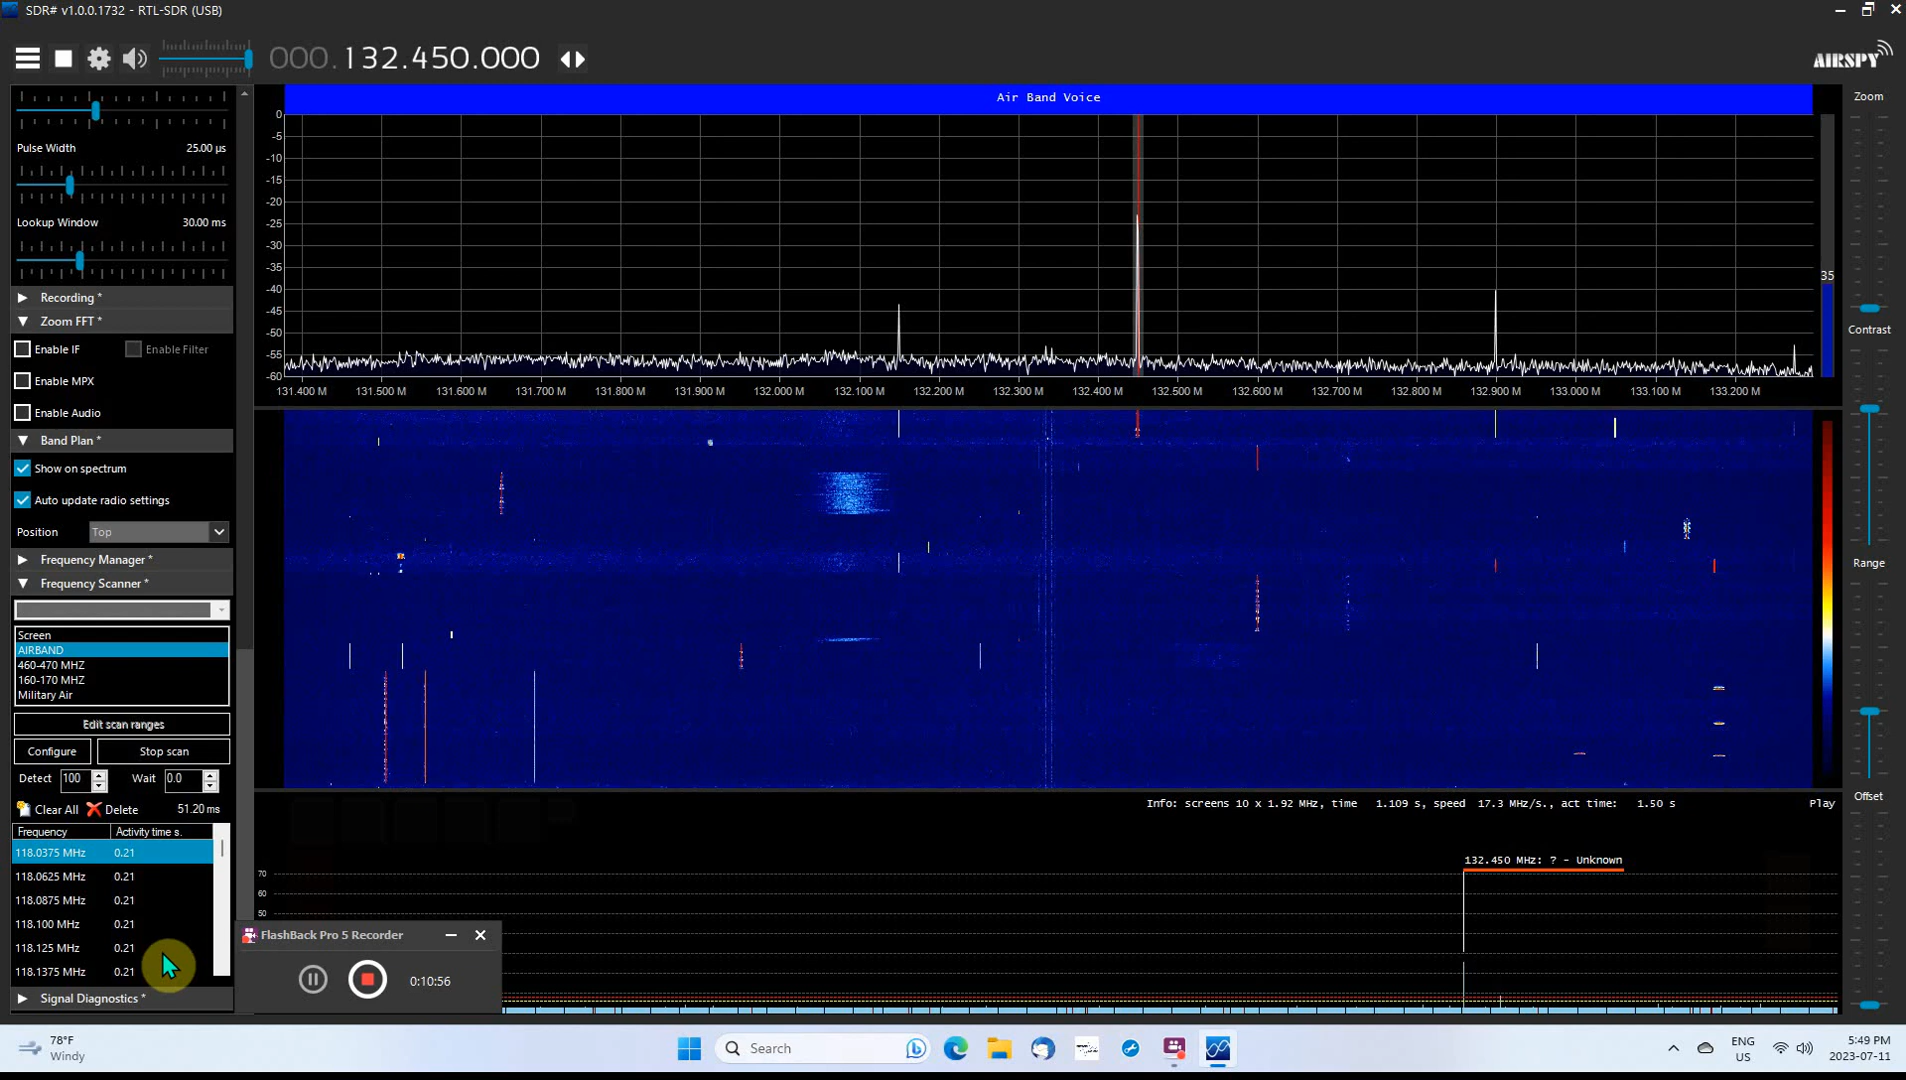 SDR# v1.0.0.1732 - RTL-SDR (USB)
000.132.450.000
AIRSPY
Pulse Width 25.00 µs
Lookup Window 30.00 ms
Recording *
Zoom FFT *
Enable IF Enable Filter
Enable MPX
Enable Audio
Band Plan *
Show on spectrum
Auto update radio settings
Position Top
Frequency Manager *
Frequency Scanner *
Screen
AIRBAND
460-470 MHZ
160-170 MHZ
Military Air
Edit scan ranges
Configure Stop scan
Detect 100 Wait 0.0
Clear All Delete 51.20 ms
Frequency Activity time s.
118.0375 MHz 0.21
118.0625 MHz 0.21
118.0875 MHz 0.21
118.100 MHz 0.21
118.125 MHz 0.21
118.1375 MHz 0.21
Signal Diagnostics *
Air Band Voice
0
-5
-10
-15
-20
-25
-30
-35
-40
-45
-50
-55
-60
131.400 M 131.500 M 131.600 M 131.700 M 131.800 M 131.900 M 132.000 M 132.100 M 132.200 M 132.300 M 132.400 M 132.500 M 132.600 M 132.700 M 132.800 M 132.900 M 133.000 M 133.100 M 133.200 M
35
Zoom
Contrast
Range
Offset
Info: screens 10 x 1.92 MHz, time 1.109 s, speed 17.3 MHz/s., act time: 1.50 s Play
132.450 MHz: ? - Unknown
70
60
50
FlashBack Pro 5 Recorder
0:10:56
78°F
Windy
Search
ENG
US
5:49 PM
2023-07-11